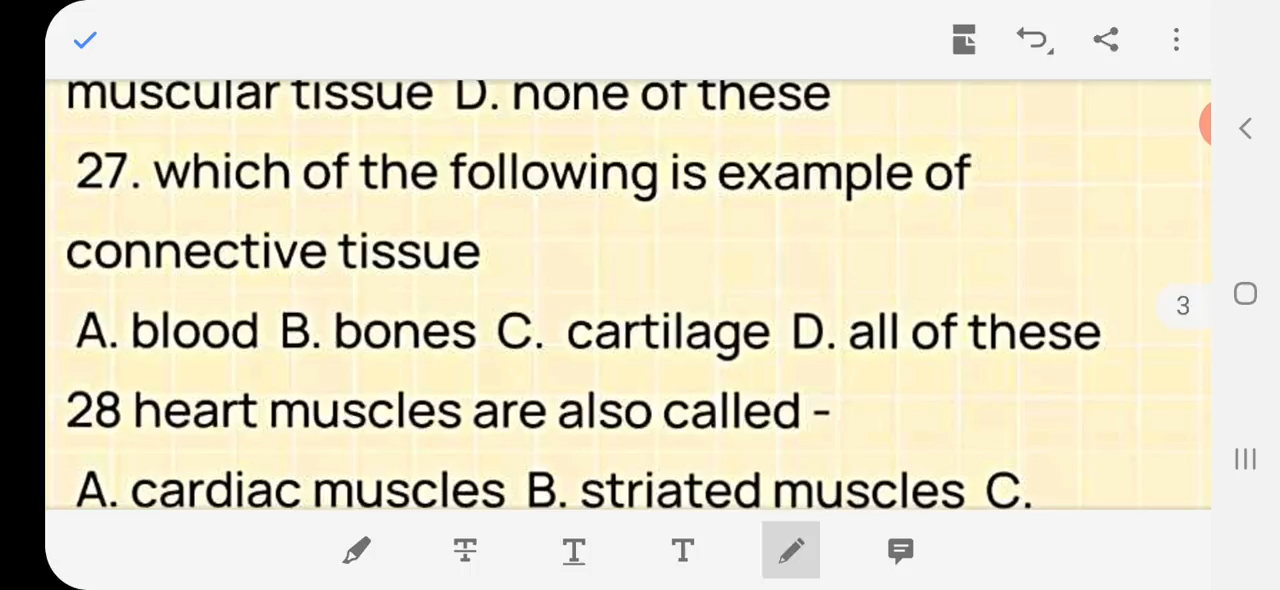 muscular tissue D. none of these
27. which of the following is example of
connective tissue
A. blood B. bones C. cartilage D. all of these
3
28 heart muscles are also called -
A. cardiac muscles B. striated muscles C.